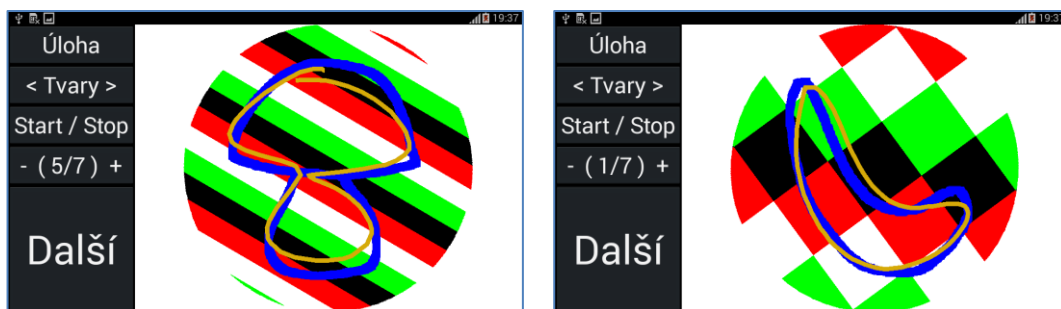 19:37
Úloha
< Tvary >
Start / Stop
- ( 5/7 ) +
Další
19:37
Úloha
< Tvary >
Start / Stop
- ( 1/7 ) +
Další